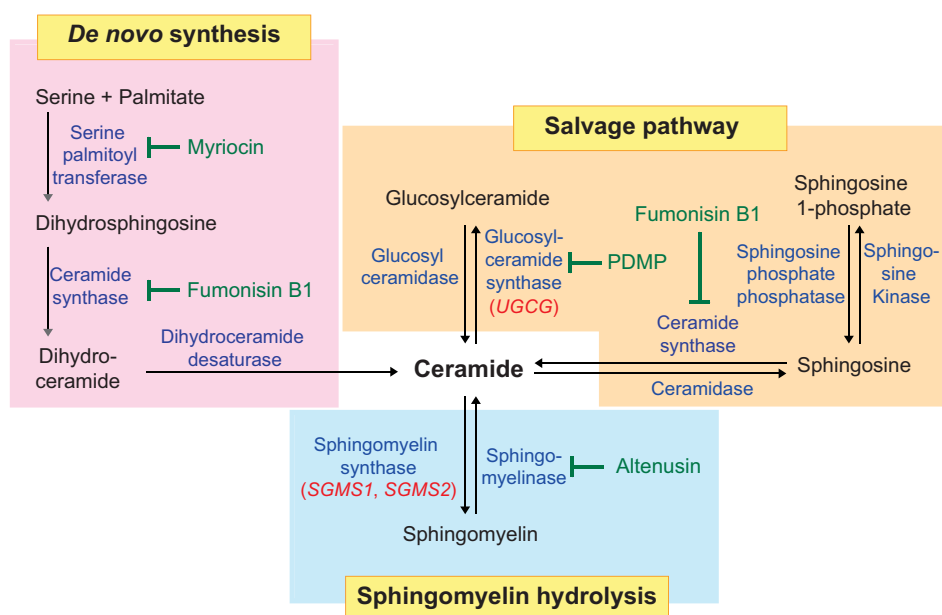 De novo synthesis
Serine + Palmitate
Serine
palmitoyl
transferase
Myriocin
Dihydrosphingosine
Ceramide
synthase
Fumonisin B1
Dihydro-
ceramide
Dihydroceramide
desaturase
Salvage pathway
Glucosylceramide
Glucosyl
ceramidase
Glucosyl-
ceramide
synthase
(UGCG)
PDMP
Fumonisin B1
Sphingosine
1-phosphate
Sphingosine
phosphate
phosphatase
Sphingo-
sine
Kinase
Ceramide
synthase
Ceramide
Sphingosine
Ceramidase
Sphingomyelin
synthase
(SGMS1, SGMS2)
Sphingo-
myelinase
Altenusin
Sphingomyelin
Sphingomyelin hydrolysis